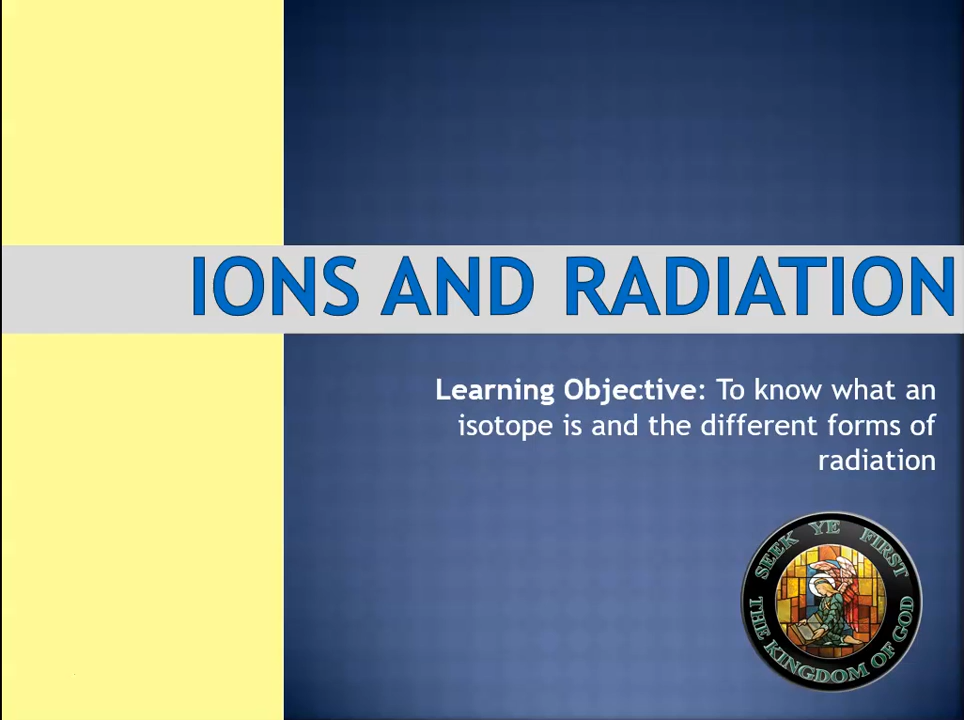 IONS AND RADIATION
Learning Objective: To know what an
isotope is and the different forms of
radiation
SEEK YE FIRST
THE KINGDOM OF GOD